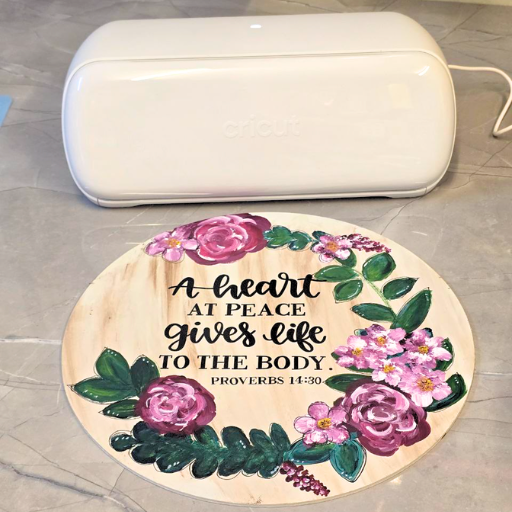 cricut
A heart
AT PEACE
gives life
TO THE BODY.
PROVERBS 14:30